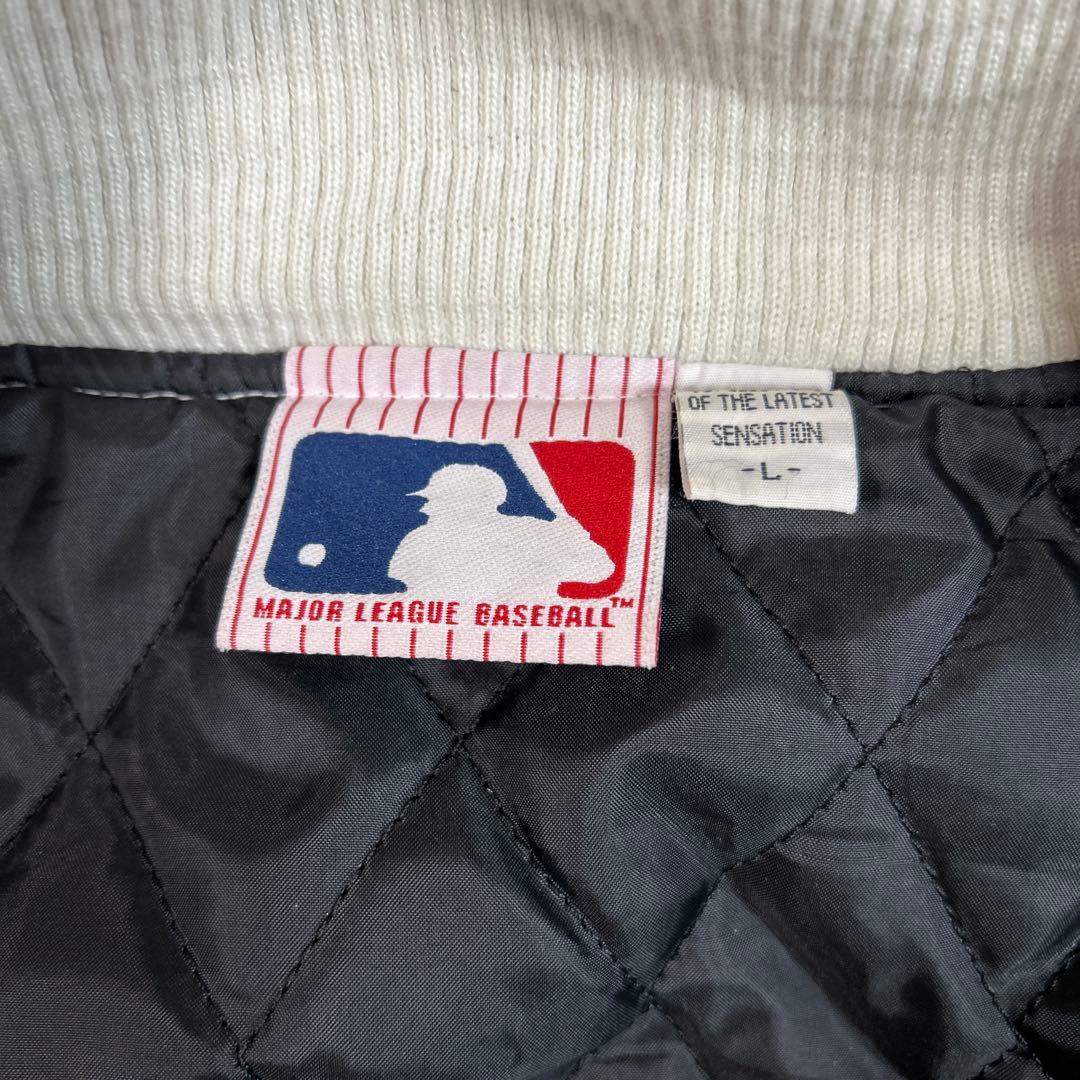 MAJOR LEAGUE BASEBALL™
OF THE LATEST
SENSATION
-L-